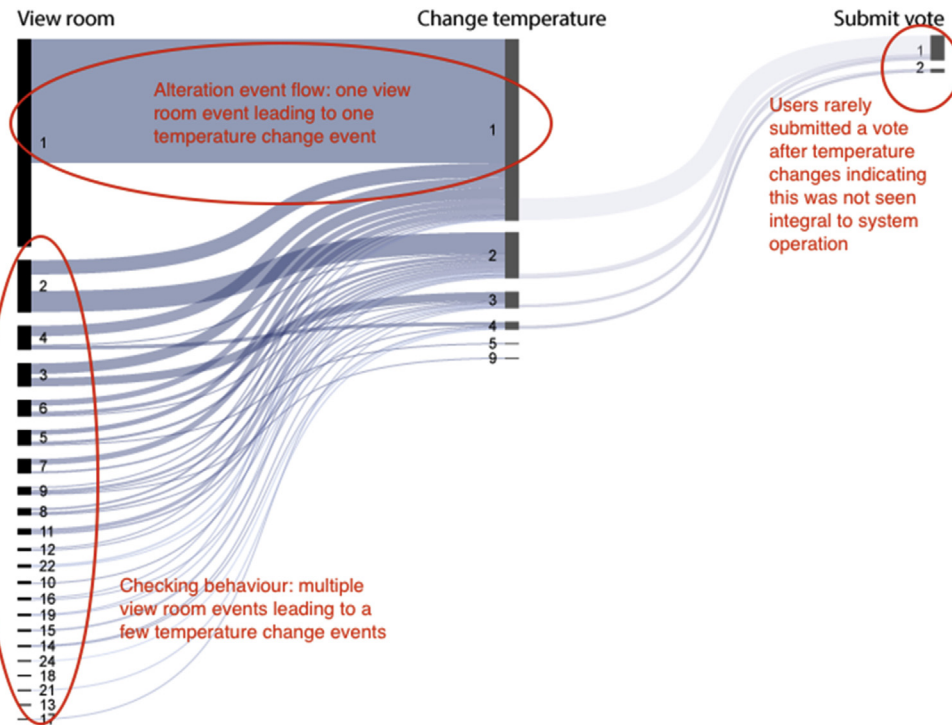 View room
Change temperature
Submit vote
Alteration event flow: one view
room event leading to one
temperature change event
1
2
4
3
6
5
7
9
8
11
12
22
10
16
19
15
14
24
18
21
13
17
1
2
3
4
5
9
1
2
Users rarely
submitted a vote
after temperature
changes indicating
this was not seen
integral to system
operation
Checking behaviour: multiple
view room events leading to a
few temperature change events